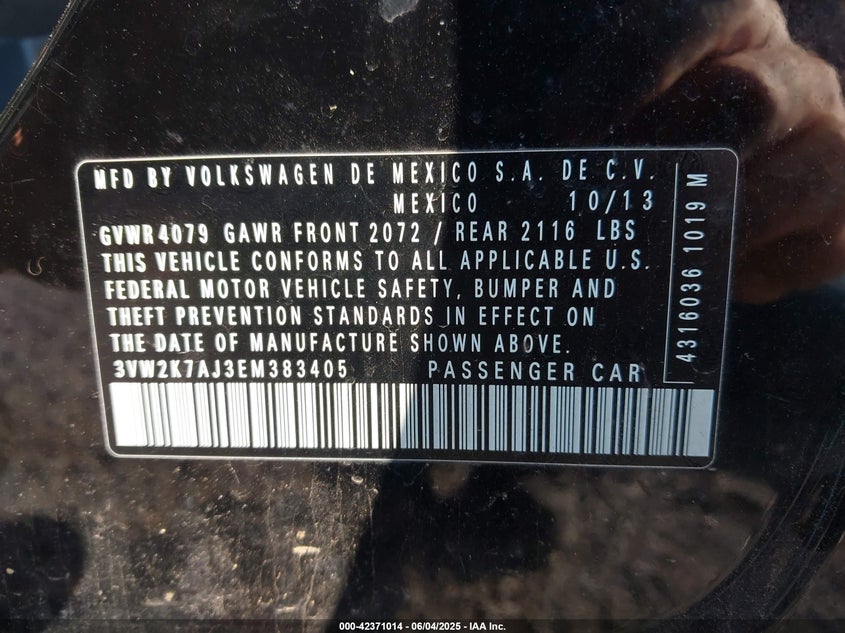 MFD BY VOLKSWAGEN DE MEXICO S.A. DE C.V.
MEXICO 10/13
GVWR4079 GAWR FRONT 2072 / REAR 2116 LBS
THIS VEHICLE CONFORMS TO ALL APPLICABLE U.S.
FEDERAL MOTOR VEHICLE SAFETY, BUMPER AND
THEFT PREVENTION STANDARDS IN EFFECT ON
THE DATE OF MANUFACTURE SHOWN ABOVE.
3VW2K7AJ3EM383405 PASSENGER CAR
4316036 1019 M
000-42371014 - 06/04/2025 - IAA Inc.